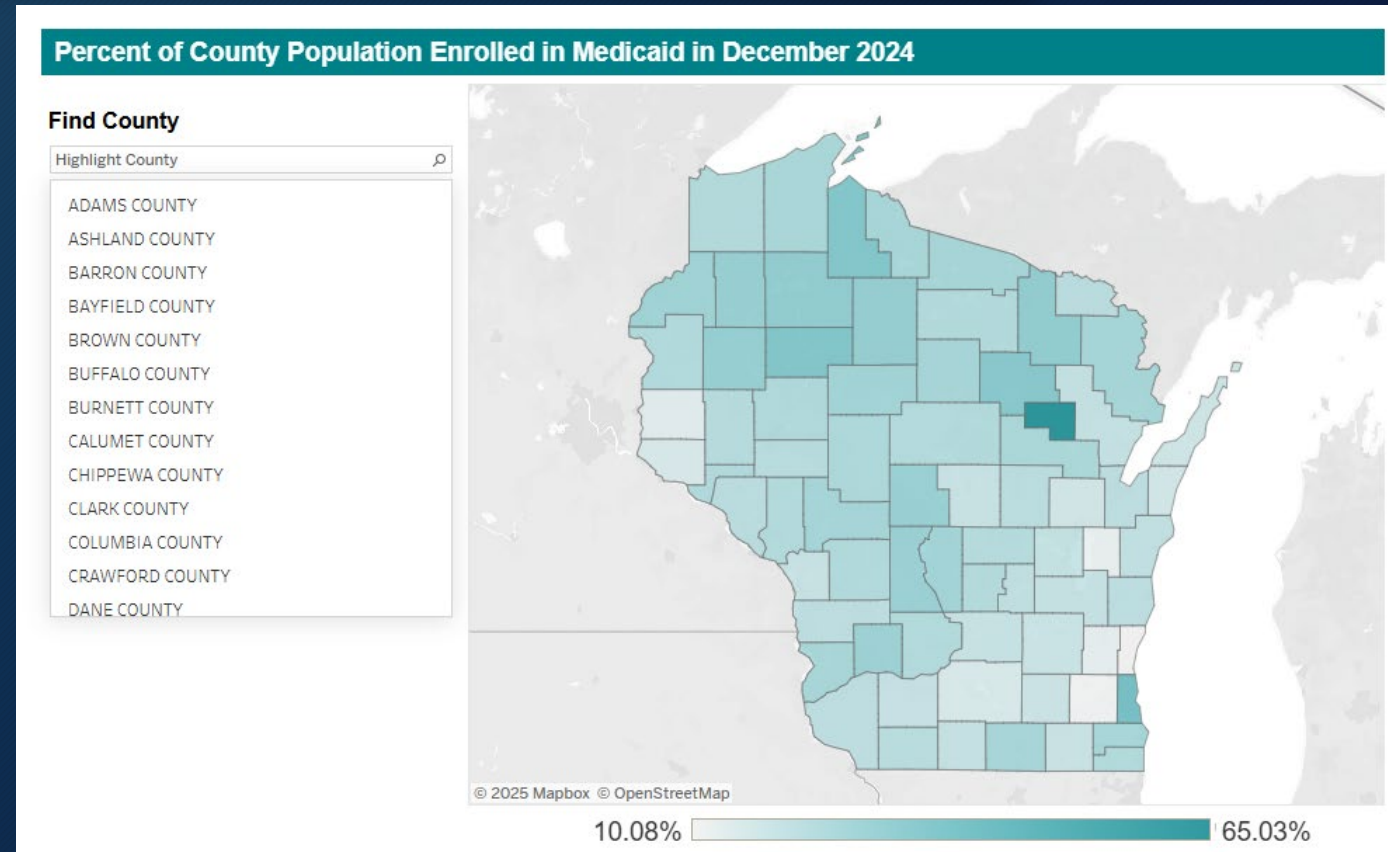 Percent of County Population Enrolled in Medicaid in December 2024
Find County
Highlight County
ADAMS COUNTY
ASHLAND COUNTY
BARRON COUNTY
BAYFIELD COUNTY
BROWN COUNTY
BUFFALO COUNTY
BURNETT COUNTY
CALUMET COUNTY
CHIPPEWA COUNTY
CLARK COUNTY
COLUMBIA COUNTY
CRAWFORD COUNTY
DANE COUNTY
© 2025 Mapbox © OpenStreetMap
10.08% 65.03%